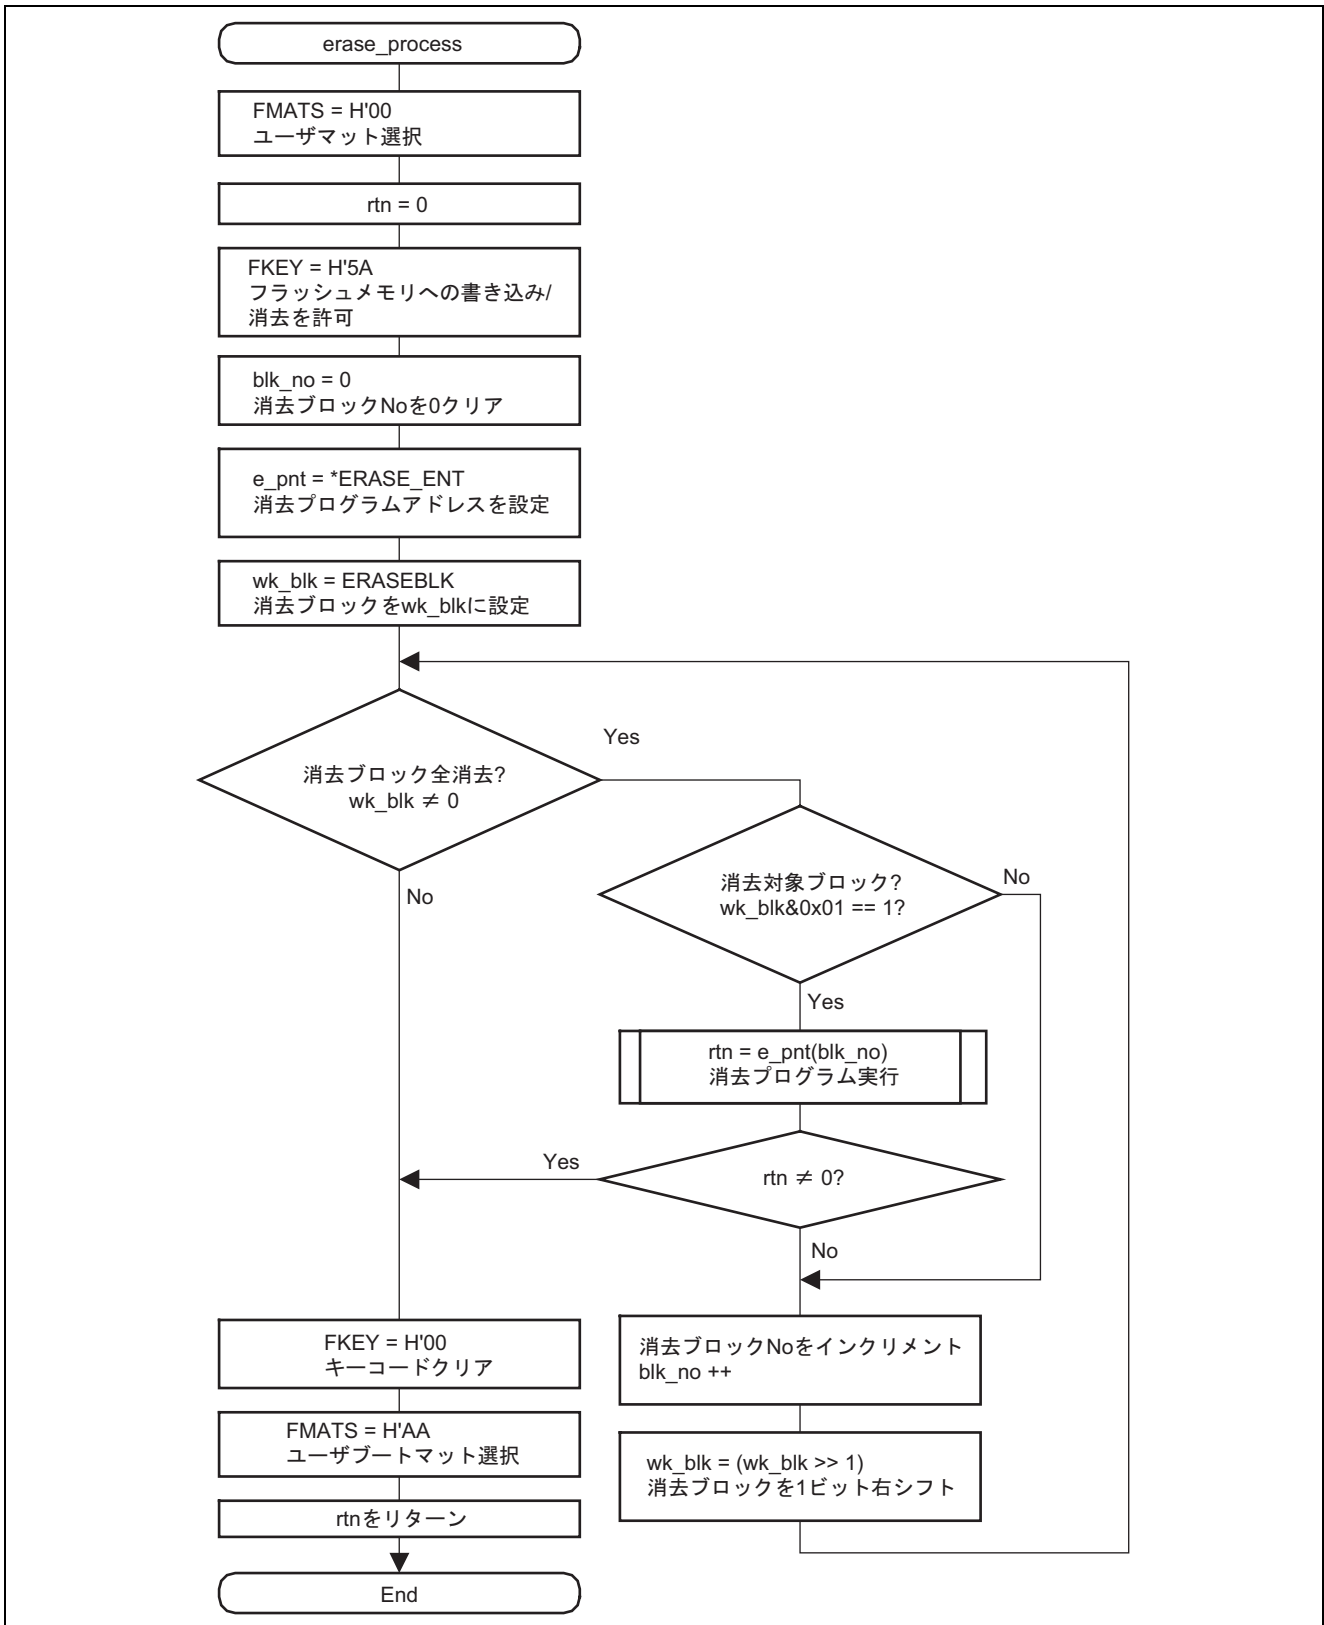 erase_process
FMATS = H'00
ユーザマット選択
rtn = 0
FKEY = H'5A
フラッシュメモリへの書き込み/
消去を許可
blk_no = 0
消去ブロックNoを0クリア
e_pnt = *ERASE_ENT
消去プログラムアドレスを設定
wk_blk = ERASEBLK
消去ブロックをwk_blkに設定
消去ブロック全消去?
wk_blk ≠ 0
Yes
No
消去対象ブロック?
wk_blk&0x01 == 1?
No
Yes
rtn = e_pnt(blk_no)
消去プログラム実行
rtn ≠ 0?
Yes
No
消去ブロックNoをインクリメント
blk_no ++
wk_blk = (wk_blk >> 1)
消去ブロックを1ビット右シフト
FKEY = H'00
キーコードクリア
FMATS = H'AA
ユーザブートマット選択
rtnをリターン
End